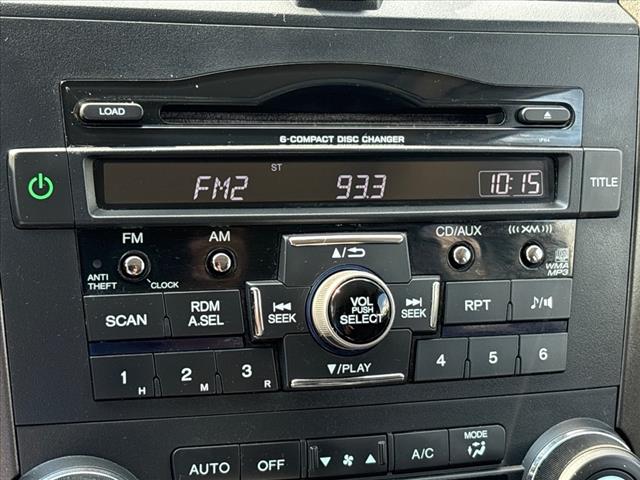 LOAD
6-COMPACT DISC CHANGER
ST
FM2 93.3 10:15
TITLE
FM AM CD/AUX (((XM)))
ANTI THEFT CLOCK
WMA
MP3
SCAN
RDM
A.SEL
SEEK
VOL
PUSH
SELECT
SEEK
RPT
1 H 2 M 3 R
▼/PLAY
4 5 6
AUTO OFF A/C MODE